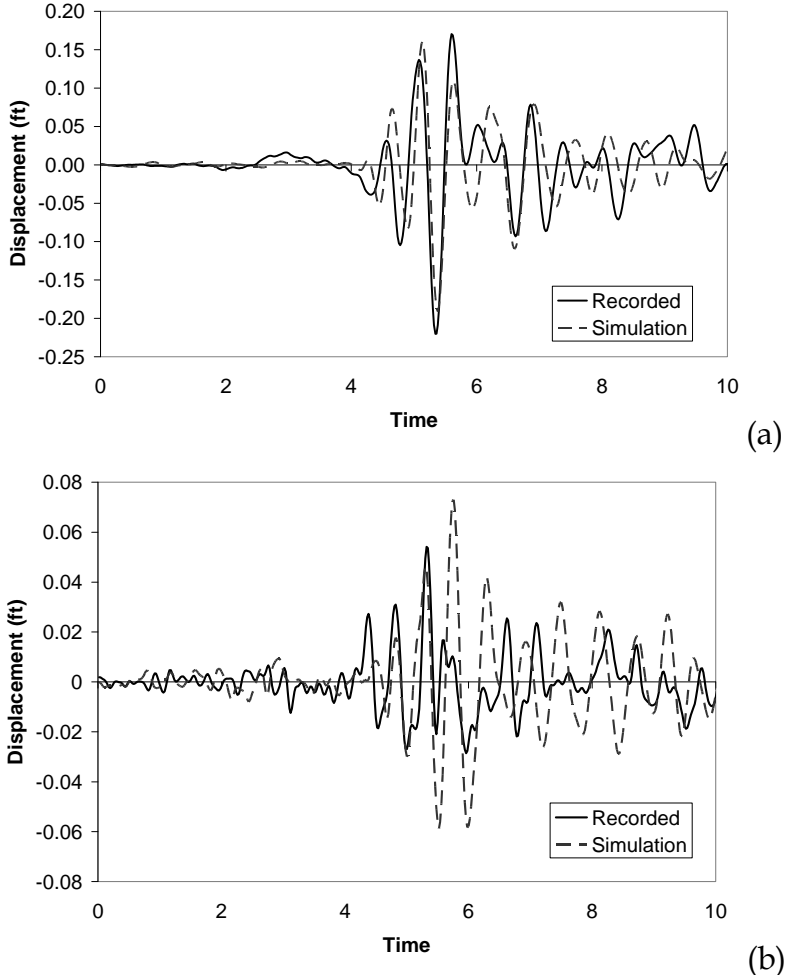 0.20
0.15
0.10
0.05
0.00
-0.05
-0.10
-0.15
-0.20
-0.25
Displacement (ft)
Recorded
Simulation
0 2 4 6 8 10
Time
(a)
0.08
0.06
0.04
0.02
0
-0.02
-0.04
-0.06
-0.08
Displacement (ft)
Recorded
Simulation
0 2 4 6 8 10
Time
(b)